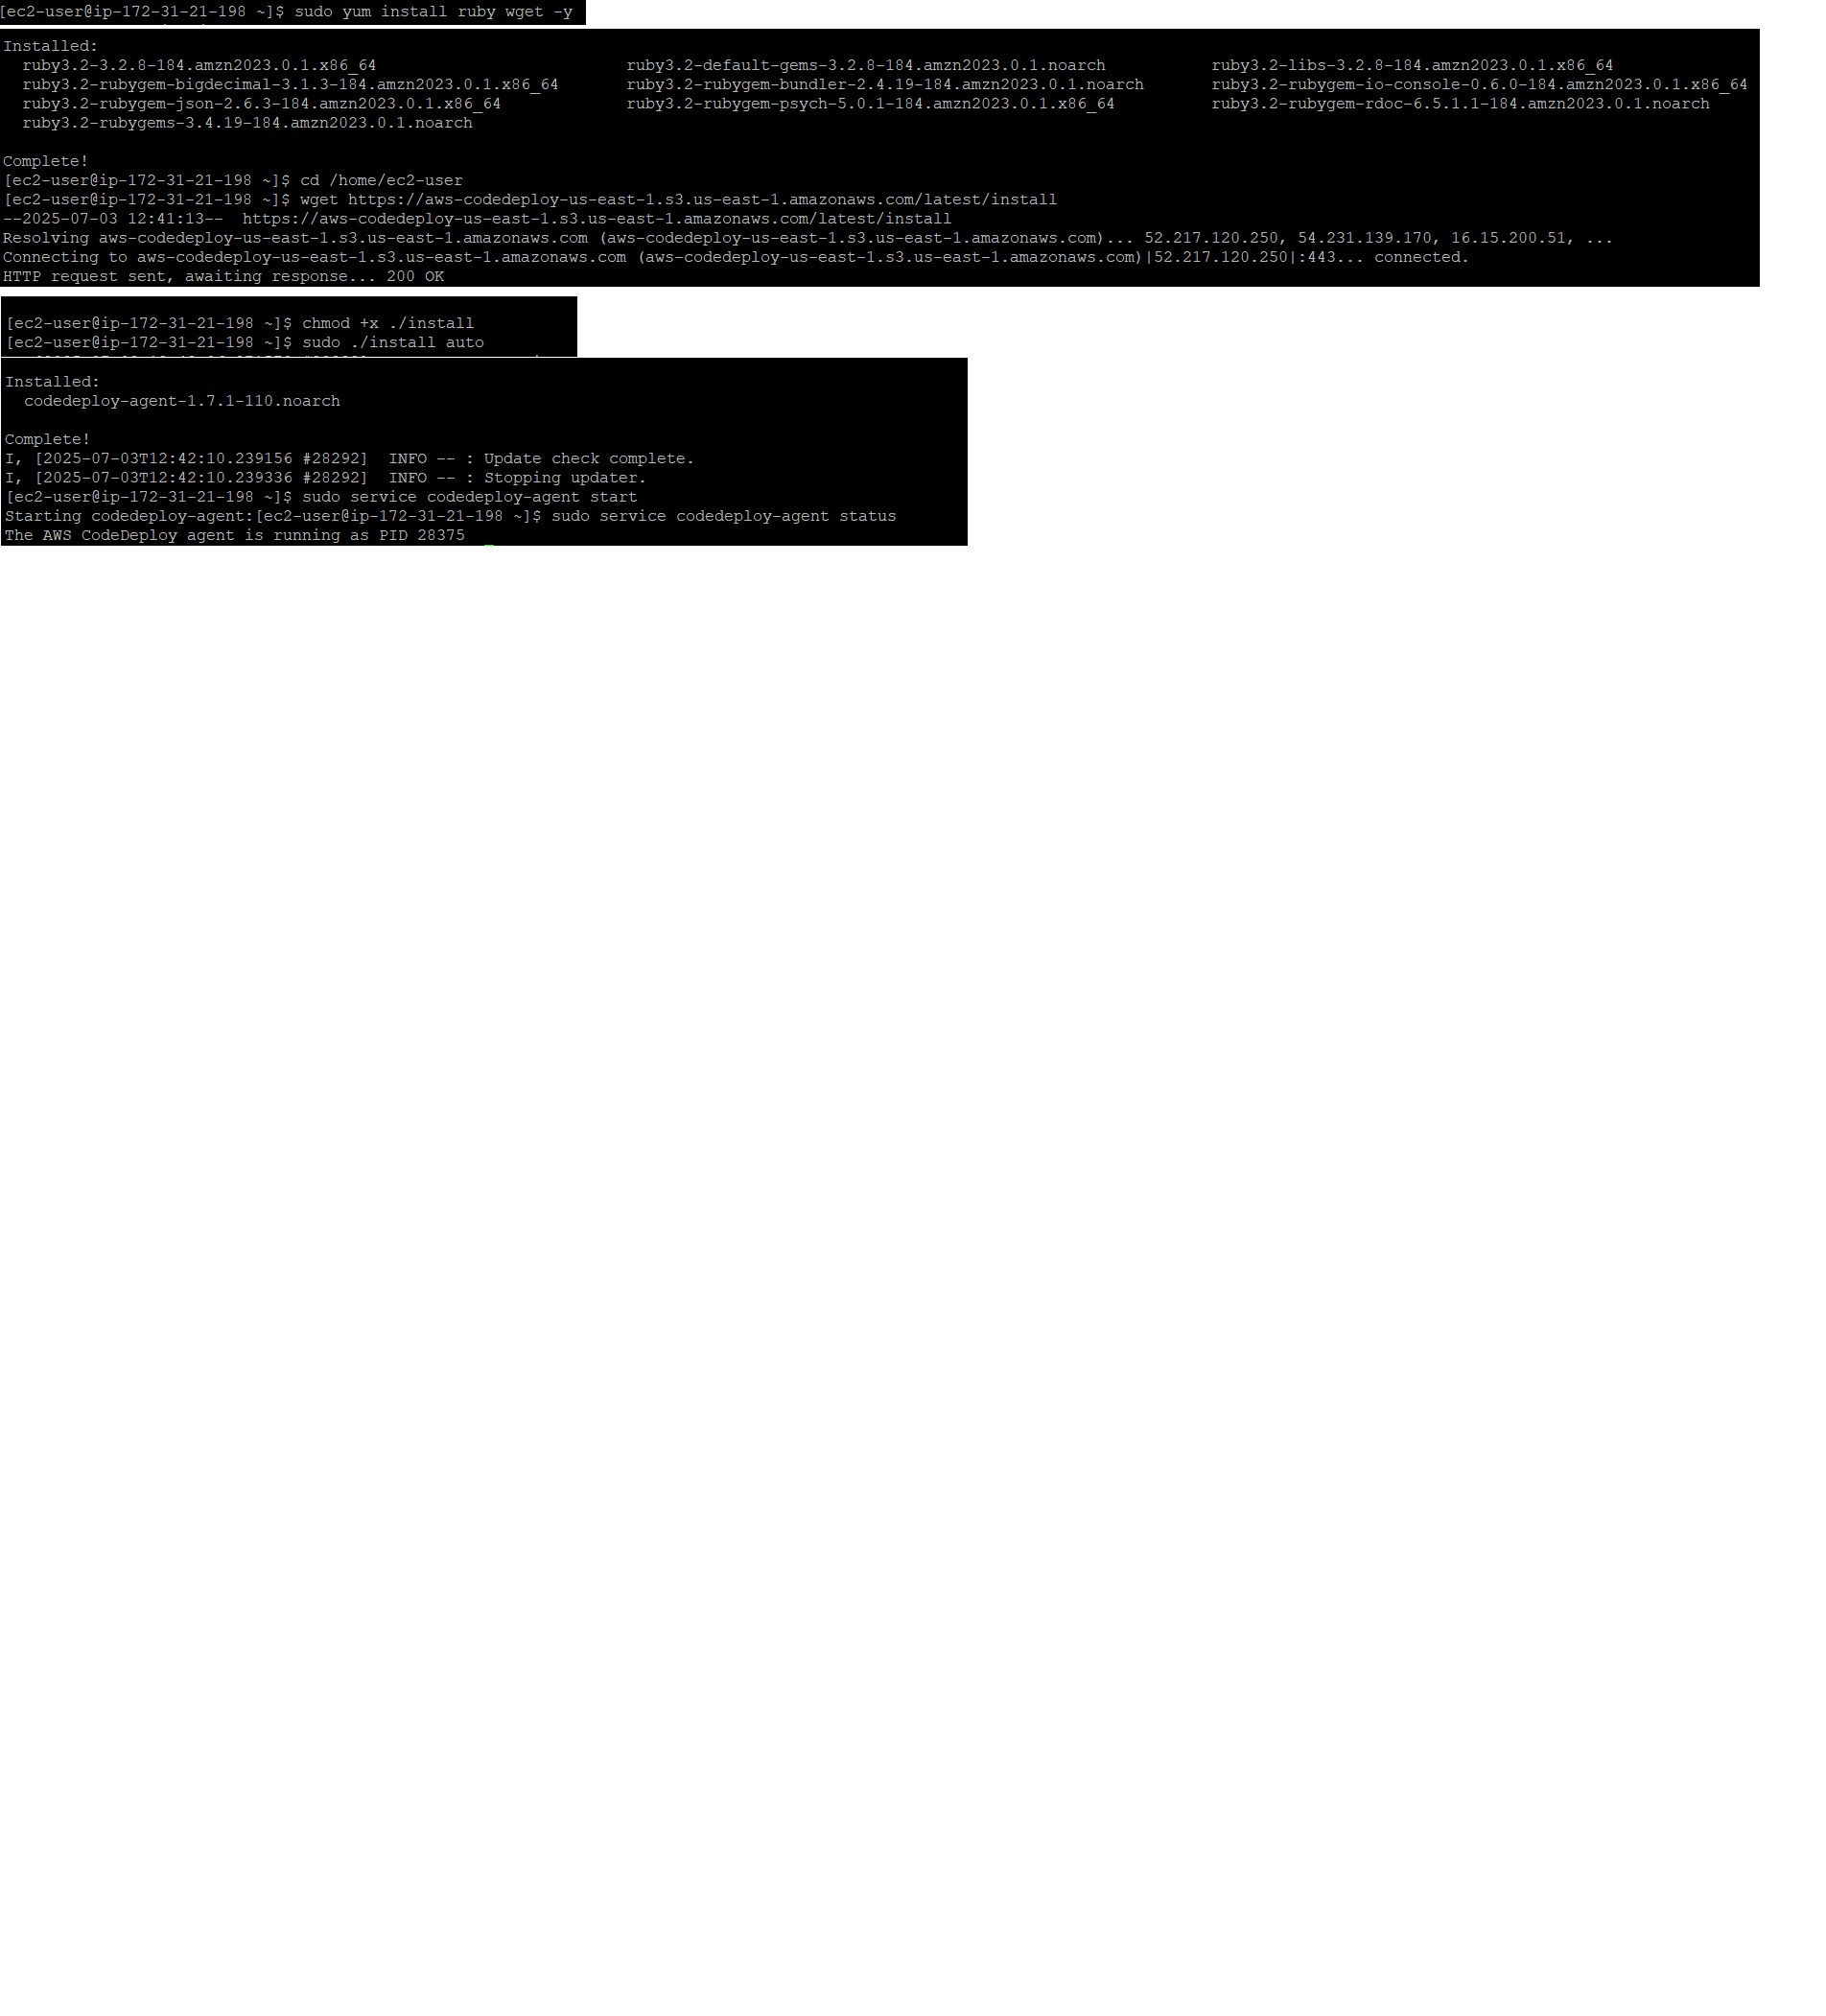 [ec2-user@ip-172-31-21-198 ~]$ sudo yum install ruby wget -y
Installed:
ruby3.2-3.2.8-184.amzn2023.0.1.x86_64 ruby3.2-default-gems-3.2.8-184.amzn2023.0.1.noarch ruby3.2-libs-3.2.8-184.amzn2023.0.1.x86_64
ruby3.2-rubygem-bigdecimal-3.1.3-184.amzn2023.0.1.x86_64 ruby3.2-rubygem-bundler-2.4.19-184.amzn2023.0.1.noarch ruby3.2-rubygem-io-console-0.6.0-184.amzn2023.0.1.x86_64
ruby3.2-rubygem-json-2.6.3-184.amzn2023.0.1.x86_64 ruby3.2-rubygem-psych-5.0.1-184.amzn2023.0.1.x86_64 ruby3.2-rubygem-rdoc-6.5.1.1-184.amzn2023.0.1.noarch
ruby3.2-rubygems-3.4.19-184.amzn2023.0.1.noarch
Complete!
[ec2-user@ip-172-31-21-198 ~]$ cd /home/ec2-user
[ec2-user@ip-172-31-21-198 ~]$ wget https://aws-codedeploy-us-east-1.s3.us-east-1.amazonaws.com/latest/install
--2025-07-03 12:41:13-- https://aws-codedeploy-us-east-1.s3.us-east-1.amazonaws.com/latest/install
Resolving aws-codedeploy-us-east-1.s3.us-east-1.amazonaws.com (aws-codedeploy-us-east-1.s3.us-east-1.amazonaws.com)... 52.217.120.250, 54.231.139.170, 16.15.200.51, ...
Connecting to aws-codedeploy-us-east-1.s3.us-east-1.amazonaws.com (aws-codedeploy-us-east-1.s3.us-east-1.amazonaws.com)|52.217.120.250|:443... connected.
HTTP request sent, awaiting response... 200 OK
[ec2-user@ip-172-31-21-198 ~]$ chmod +x ./install
[ec2-user@ip-172-31-21-198 ~]$ sudo ./install auto
Installed:
codedeploy-agent-1.7.1-110.noarch
Complete!
I, [2025-07-03T12:42:10.239156 #28292] INFO -- : Update check complete.
I, [2025-07-03T12:42:10.239336 #28292] INFO -- : Stopping updater.
[ec2-user@ip-172-31-21-198 ~]$ sudo service codedeploy-agent start
Starting codedeploy-agent:[ec2-user@ip-172-31-21-198 ~]$ sudo service codedeploy-agent status
The AWS CodeDeploy agent is running as PID 28375